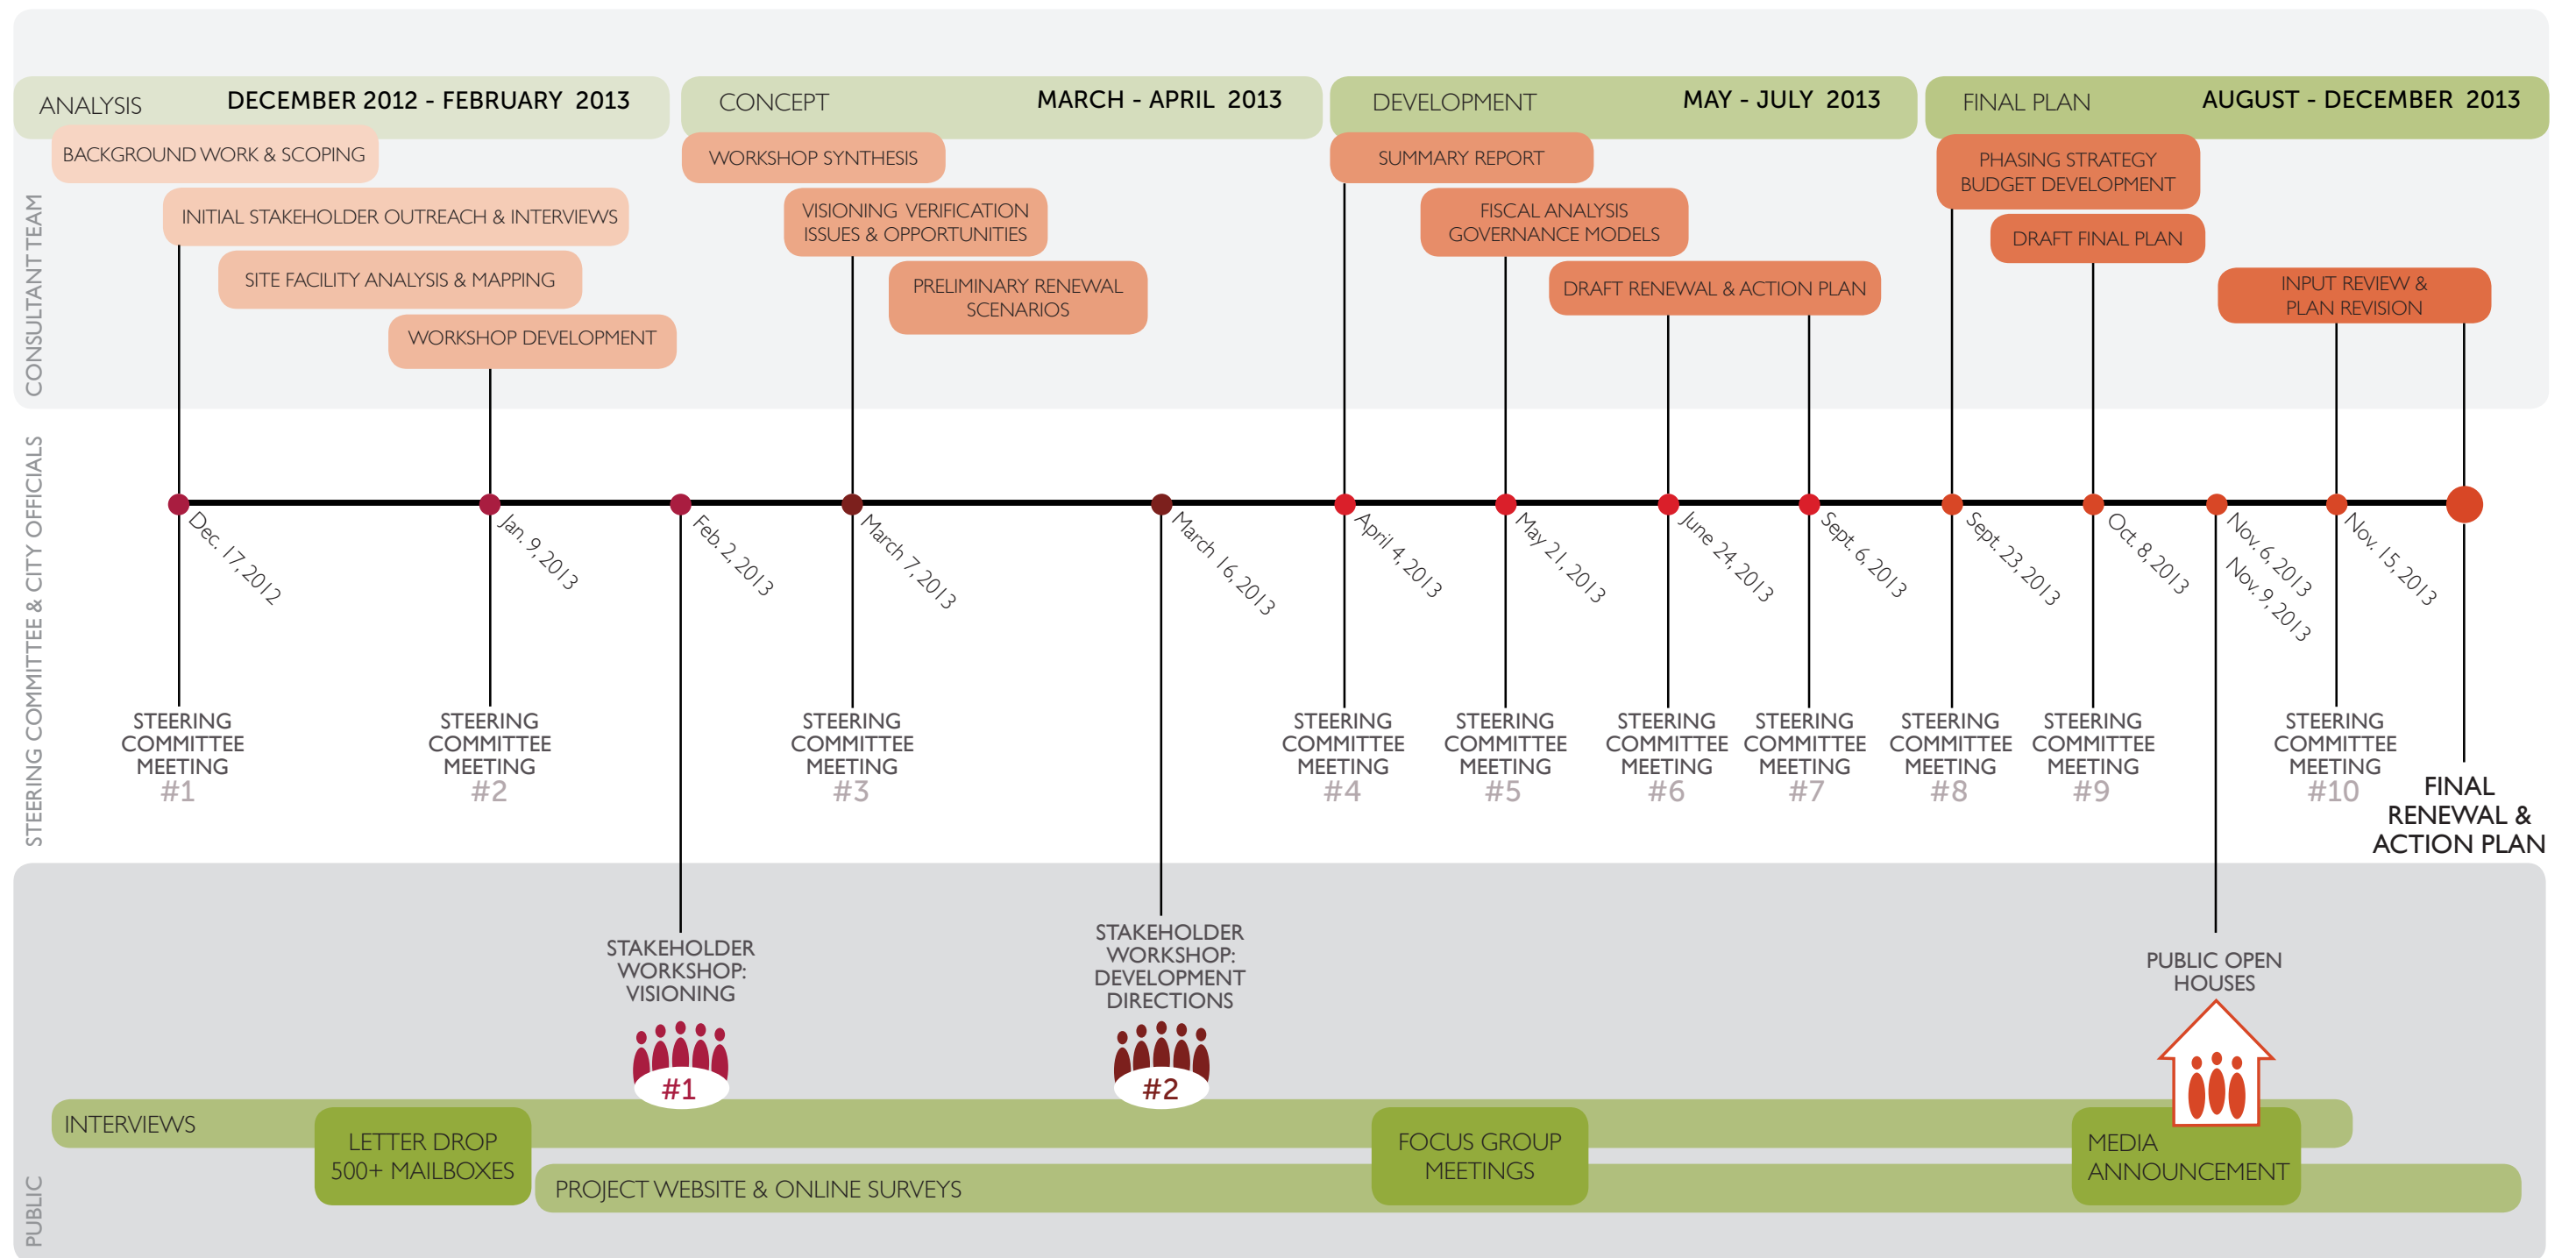 ANALYSIS
DECEMBER 2012 - FEBRUARY 2013
CONCEPT
MARCH - APRIL 2013
DEVELOPMENT
MAY - JULY 2013
FINAL PLAN
AUGUST - DECEMBER 2013
CONSULTANT TEAM
BACKGROUND WORK & SCOPING
INITIAL STAKEHOLDER OUTREACH & INTERVIEWS
SITE FACILITY ANALYSIS & MAPPING
WORKSHOP DEVELOPMENT
WORKSHOP SYNTHESIS
VISIONING VERIFICATION
ISSUES & OPPORTUNITIES
PRELIMINARY RENEWAL
SCENARIOS
SUMMARY REPORT
FISCAL ANALYSIS
GOVERNANCE MODELS
DRAFT RENEWAL & ACTION PLAN
PHASING STRATEGY
BUDGET DEVELOPMENT
DRAFT FINAL PLAN
INPUT REVIEW &
PLAN REVISION
STEERING COMMITTEE & CITY OFFICIALS
Dec. 17, 2012
Jan. 9, 2013
Feb. 2, 2013
March 7, 2013
March 16, 2013
April 4, 2013
May 21, 2013
June 24, 2013
Sept. 6, 2013
Sept. 23, 2013
Oct. 8, 2013
Nov. 6, 2013
Nov. 9, 2013
Nov. 15, 2013
STEERING
COMMITTEE
MEETING
#1
STEERING
COMMITTEE
MEETING
#2
STEERING
COMMITTEE
MEETING
#3
STEERING
COMMITTEE
MEETING
#4
STEERING
COMMITTEE
MEETING
#5
STEERING
COMMITTEE
MEETING
#6
STEERING
COMMITTEE
MEETING
#7
STEERING
COMMITTEE
MEETING
#8
STEERING
COMMITTEE
MEETING
#9
STEERING
COMMITTEE
MEETING
#10
FINAL
RENEWAL &
ACTION PLAN
PUBLIC
STAKEHOLDER
WORKSHOP:
VISIONING
#1
STAKEHOLDER
WORKSHOP:
DEVELOPMENT
DIRECTIONS
#2
PUBLIC OPEN
HOUSES
INTERVIEWS
LETTER DROP
500+ MAILBOXES
PROJECT WEBSITE & ONLINE SURVEYS
FOCUS GROUP
MEETINGS
MEDIA
ANNOUNCEMENT